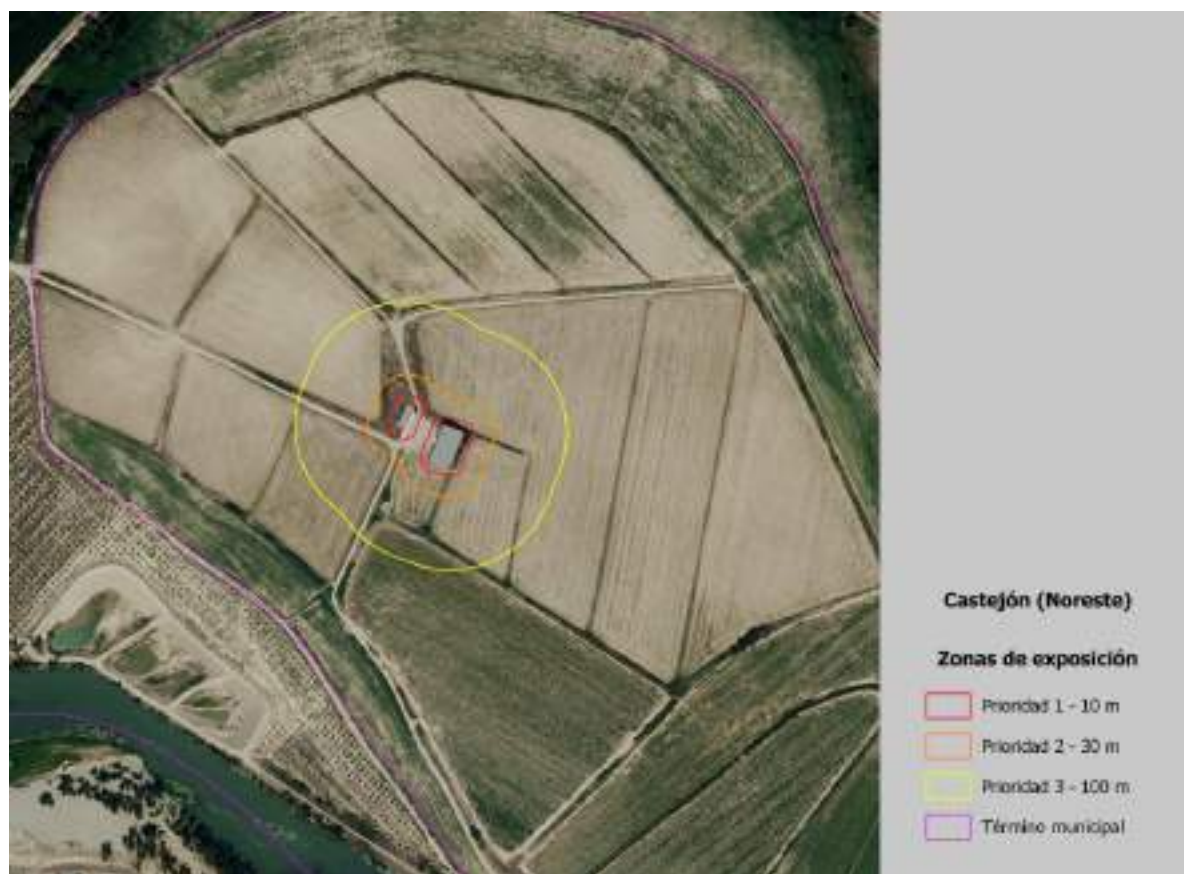 Castejón (Noreste)
Zonas de exposición
Prioridad 1 - 10 m
Prioridad 2 - 30 m
Prioridad 3 - 100 m
Término municipal